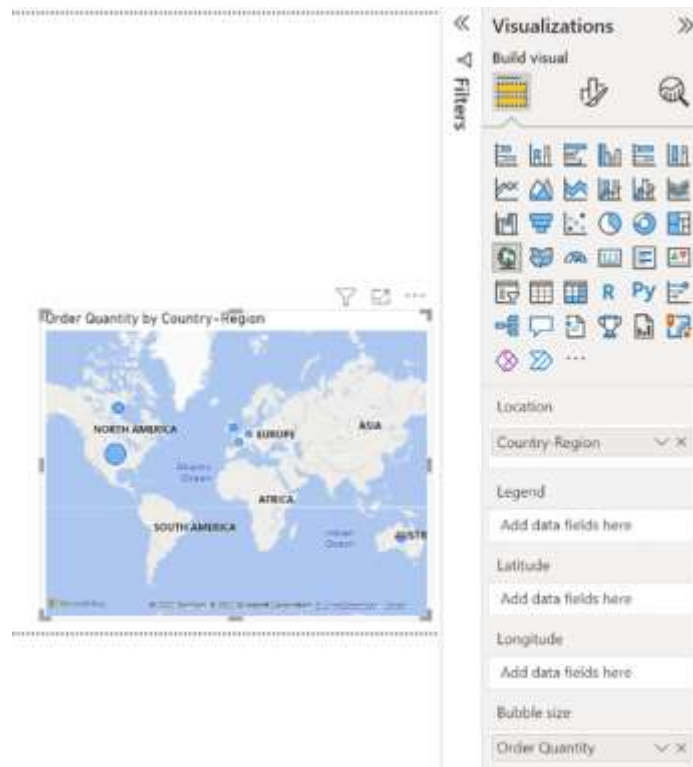 Visualizations
Build visual
Filters
Order Quantity by Country-Region
NORTH AMERICA
EUROPE
ASIA
Atlantic
Ocean
AFRICA
SOUTH AMERICA
Indian
Ocean
AUSTR
R
Py
Location
Country-Region
Legend
Add data fields here
Latitude
Add data fields here
Longitude
Add data fields here
Bubble size
Order Quantity